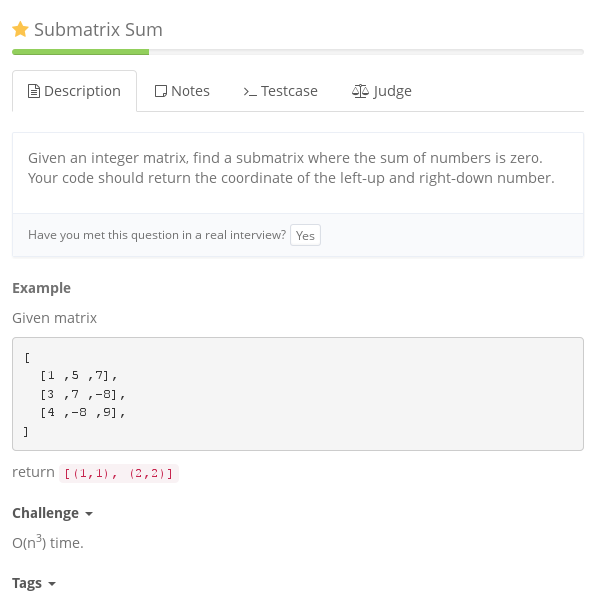 Submatrix Sum
Description Notes Testcase Judge
Given an integer matrix, find a submatrix where the sum of numbers is zero.
Your code should return the coordinate of the left-up and right-down number.
Have you met this question in a real interview? Yes
Example
Given matrix
[
[1 ,5 ,7],
[3 ,7 ,-8],
[4 ,-8 ,9],
]
return [(1,1), (2,2)]
Challenge
O(n³) time.
Tags